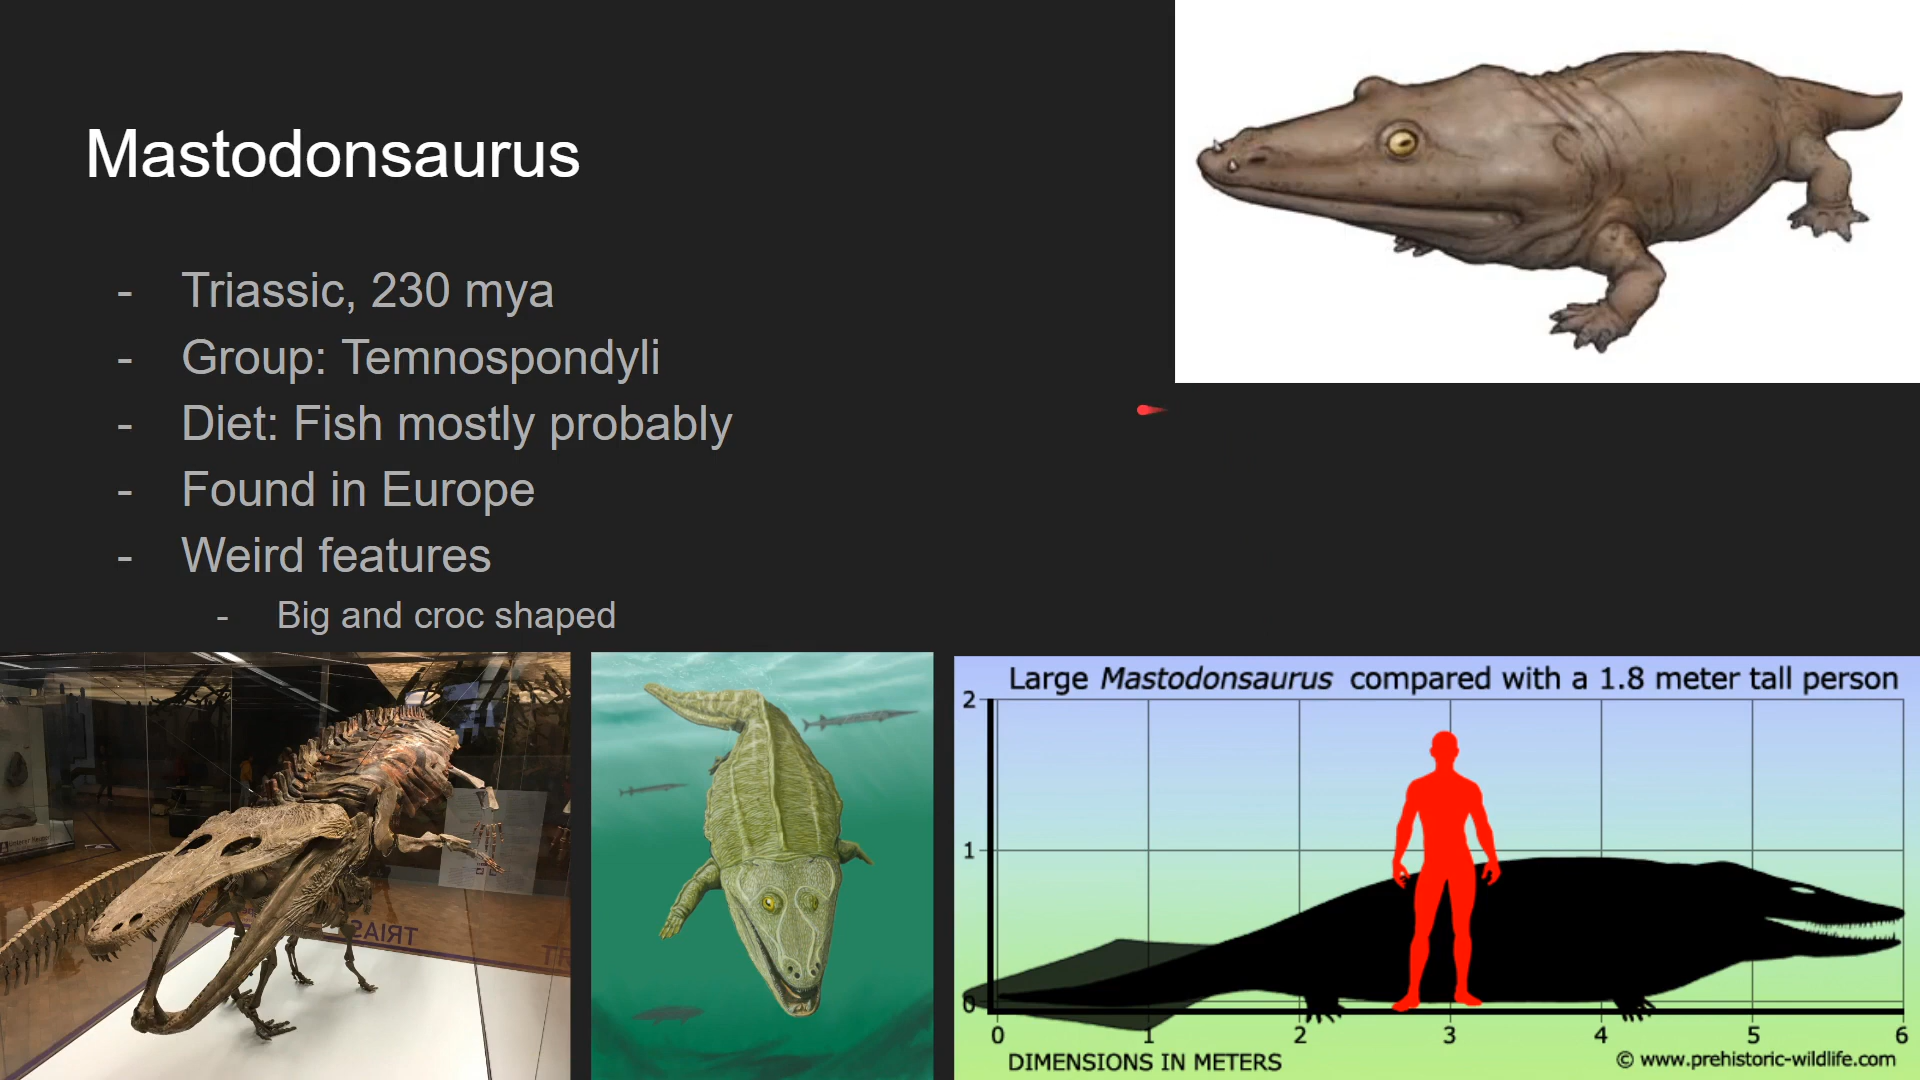 Mastodonsaurus
- Triassic, 230 mya
- Group: Temnospondyli
- Diet: Fish mostly probably
- Found in Europe
- Weird features
- Big and croc shaped
TRIAS
Large Mastodonsaurus compared with a 1.8 meter tall person
2
1
0
0 1 2 3 4 5 6
DIMENSIONS IN METERS
© www.prehistoric-wildlife.com